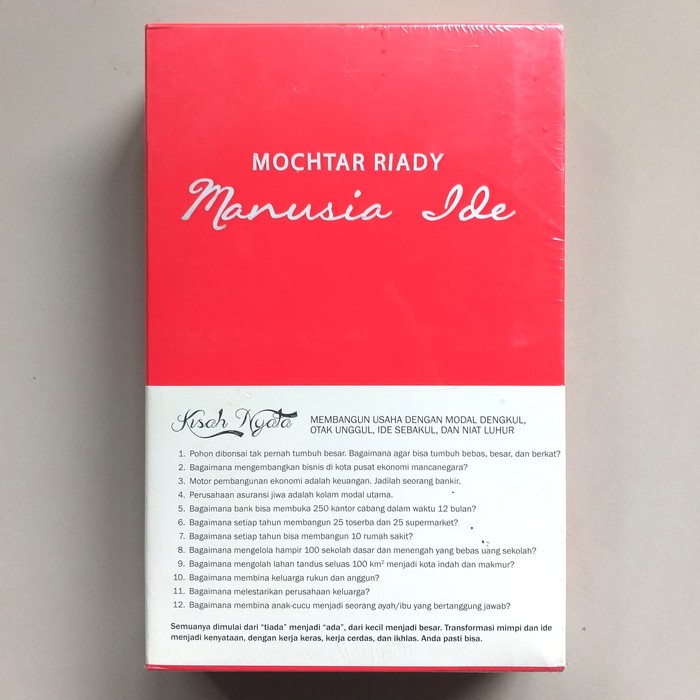 MOCHTAR RIADY
Manusia Ide
Kisah Nyata
MEMBANGUN USAHA DENGAN MODAL DENGKUL,
OTAK UNGGUL, IDE SEBAKUL, DAN NIAT LUHUR
1. Pohon dibonsai tak pernah tumbuh besar. Bagaimana agar bisa tumbuh bebas, besar, dan berkat?
2. Bagaimana mengembangkan bisnis di kota pusat ekonomi mancanegara?
3. Motor pembangunan ekonomi adalah keuangan. Jadilah seorang bankir.
4. Perusahaan asuransi jiwa adalah kolam modal utama.
5. Bagaimana bank bisa membuka 250 kantor cabang dalam waktu 12 bulan?
6. Bagaimana setiap tahun membangun 25 toserba dan 25 supermarket?
7. Bagaimana setiap tahun bisa membangun 10 rumah sakit?
8. Bagaimana mengelola hampir 100 sekolah dasar dan menengah yang bebas uang sekolah?
9. Bagaimana mengolah lahan tandus seluas 100 km² menjadi kota indah dan makmur?
10. Bagaimana membina keluarga rukun dan anggun?
11. Bagaimana melestarikan perusahaan keluarga?
12. Bagaimana membina anak-cucu menjadi seorang ayah/ibu yang bertanggung jawab?
Semuanya dimulai dari “tiada” menjadi “ada”, dari kecil menjadi besar. Transformasi mimpi dan ide
menjadi kenyataan, dengan kerja keras, kerja cerdas, dan ikhlas. Anda pasti bisa.